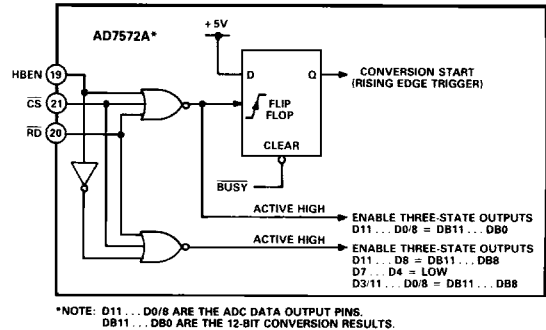 +5V
AD7572A*
HBEN 19
CS 21
RD 20
D Q
CONVERSION START
(RISING EDGE TRIGGER)
FLIP
FLOP
CLEAR
BUSY
ACTIVE HIGH
ENABLE THREE-STATE OUTPUTS
D11 . . . D0/8 = DB11 . . . DB0
ACTIVE HIGH
ENABLE THREE-STATE OUTPUTS
D11 . . . D8 = DB11 . . . DB8
D7 . . . D4 = LOW
D3/11 . . . D0/8 = DB11 . . . DB8
*NOTE: D11 . . . D0/8 ARE THE ADC DATA OUTPUT PINS.
DB11 . . . DB0 ARE THE 12-BIT CONVERSION RESULTS.